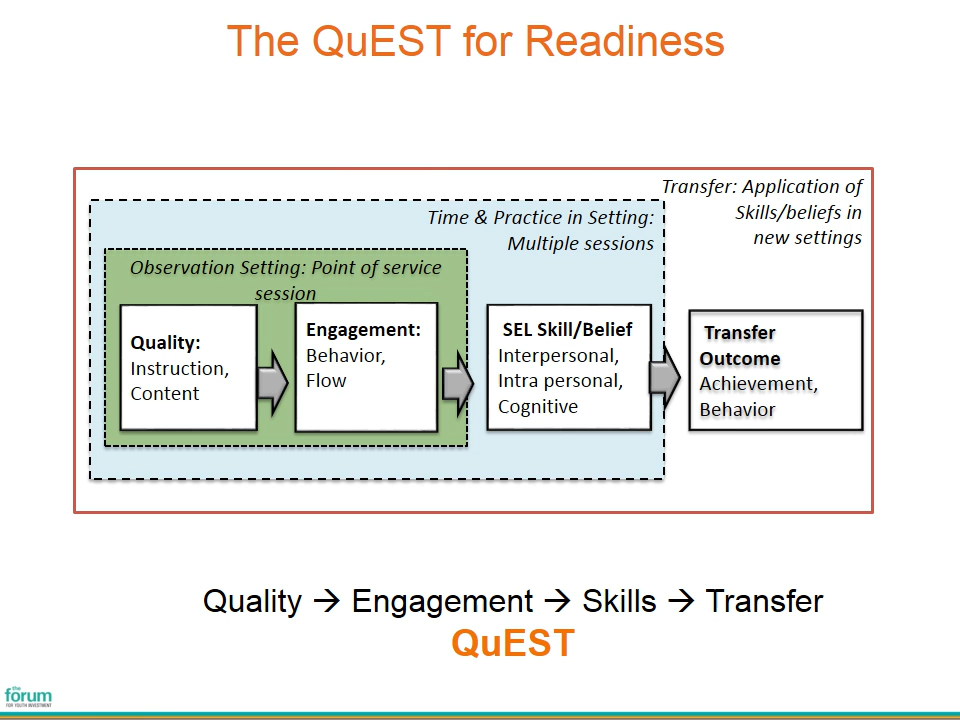 The QuEST for Readiness
Transfer: Application of
Skills/beliefs in
new settings
Time & Practice in Setting:
Multiple sessions
Observation Setting: Point of service
session
Quality:
Instruction,
Content
Engagement:
Behavior,
Flow
SEL Skill/Belief
Interpersonal,
Intra personal,
Cognitive
Transfer
Outcome
Achievement,
Behavior
Quality → Engagement → Skills → Transfer
QuEST
the
forum
FOR YOUTH INVESTMENT